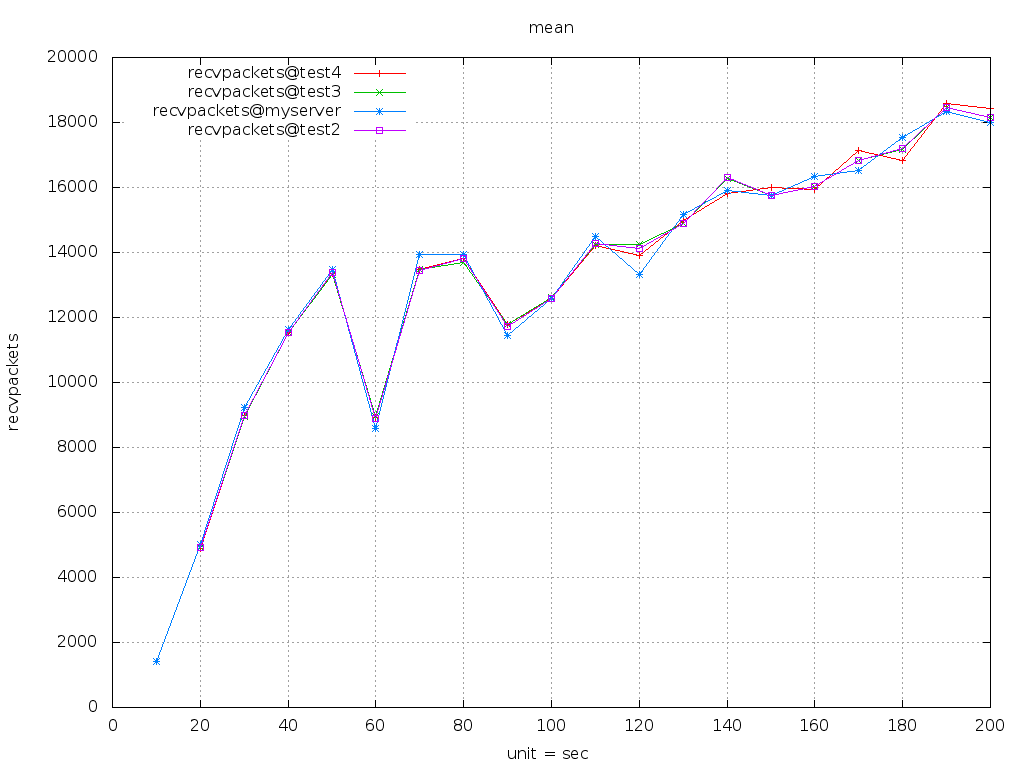 mean
20000
18000
16000
14000
12000
10000
8000
6000
4000
2000
0
recvpackets@test4
recvpackets@test3
recvpackets@myserver
recvpackets@test2
recvpackets
0 20 40 60 80 100 120 140 160 180 200
unit = sec